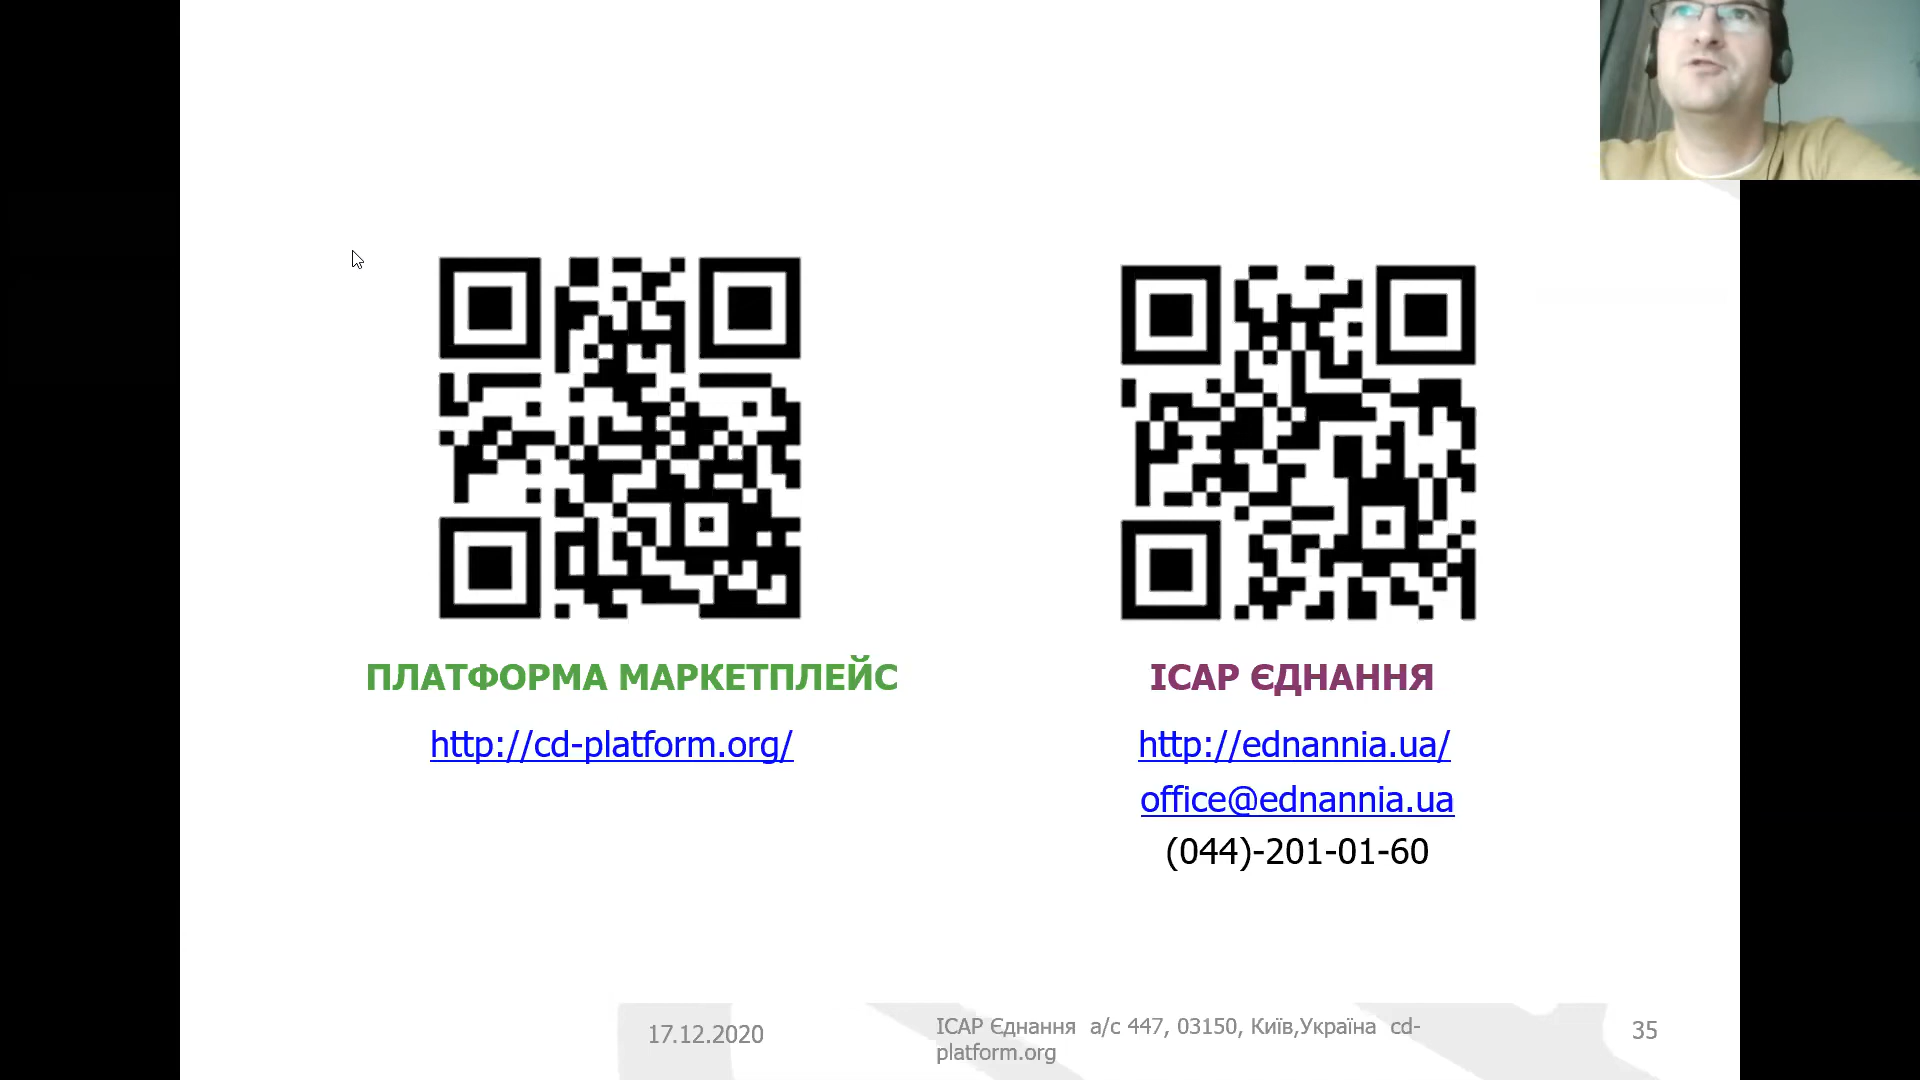 ПЛАТФОРМА МАРКЕТПЛЕЙС
http://cd-platform.org/
ІСАР ЄДНАННЯ
http://ednannia.ua/
office@ednannia.ua
(044)-201-01-60
17.12.2020
ІСАР Єднання а/с 447, 03150, Київ,Україна cd-
platform.org
35